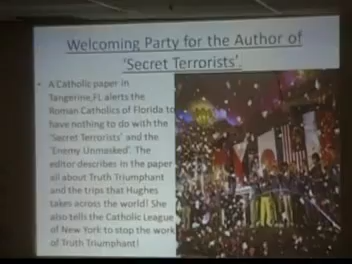 Welcoming Party for the Author of
'Secret Terrorists'.
• A Catholic paper in
Tangerine,FL alerts the
Roman Catholics of Florida to
have nothing to do with the
'Secret Terrorists' and the
'Enemy Unmasked'. The
editor describes in the paper
all about Truth Triumphant
and the trips that Hughes
takes across the world! She
also tells the Catholic League
of New York to stop the work
of Truth Triumphant!